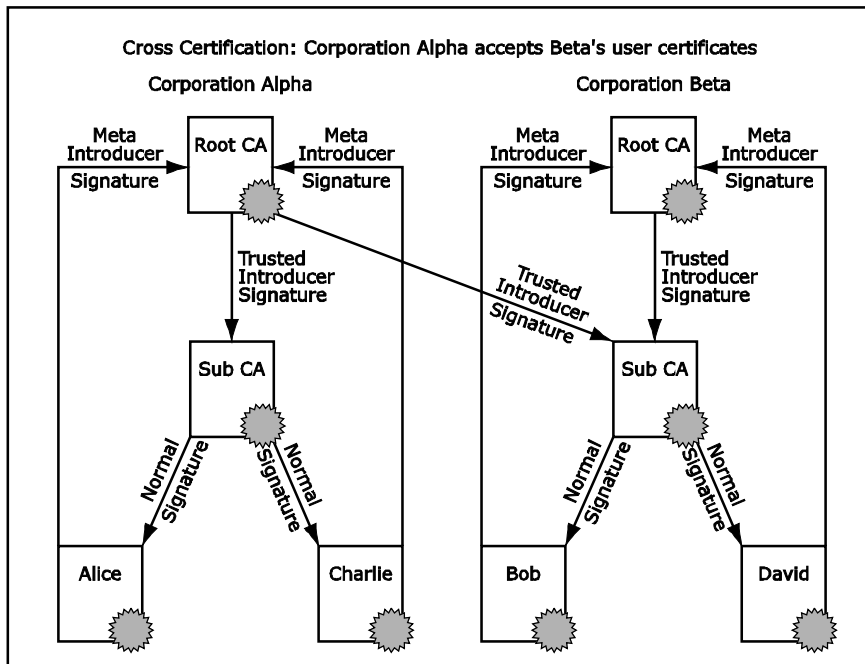 Cross Certification: Corporation Alpha accepts Beta's user certificates
Corporation Alpha
Corporation Beta
Meta
Introducer
Signature
Root CA
Meta
Introducer
Signature
Meta
Introducer
Signature
Root CA
Meta
Introducer
Signature
Trusted
Introducer
Signature
Trusted
Introducer
Signature
Trusted
Introducer
Signature
Sub CA
Sub CA
Normal
Signature
Normal
Signature
Normal
Signature
Normal
Signature
Alice
Charlie
Bob
David